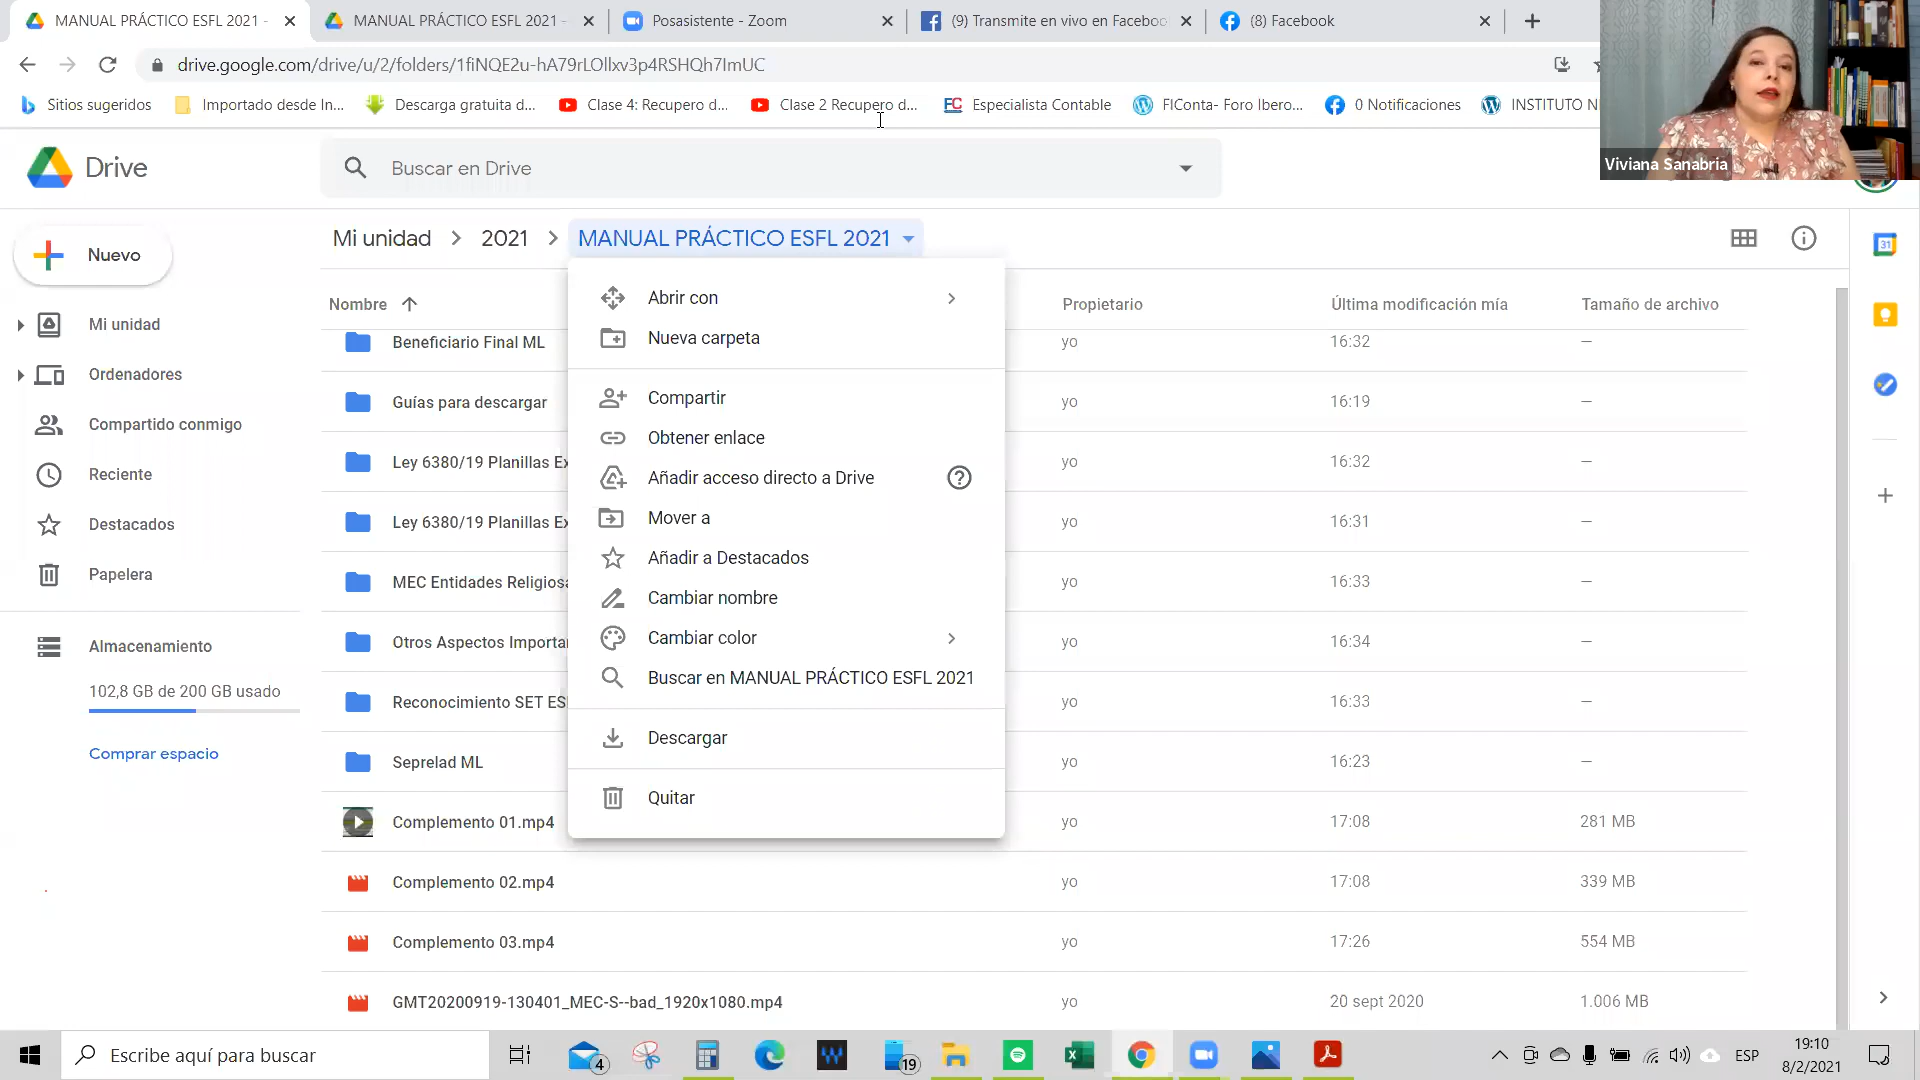 MANUAL PRÁCTICO ESFL 2021 -
MANUAL PRÁCTICO ESFL 2021 -
Posasistente - Zoom
(9) Transmite en vivo en Faceboo
(8) Facebook
drive.google.com/drive/u/2/folders/1fiNQE2u-hA79rLOllxv3p4RSHQh7ImUC
Sitios sugeridos
Importado desde In...
Descarga gratuita d...
Clase 4: Recupero d...
Clase 2 Recupero d...
Especialista Contable
FIConta- Foro Ibero...
0 Notificaciones
INSTITUTO N
Viviana Sanabria
Drive
Buscar en Drive
Nuevo
Mi unidad
2021
MANUAL PRÁCTICO ESFL 2021
Nombre
Propietario
Última modificación mía
Tamaño de archivo
Mi unidad
Ordenadores
Compartido conmigo
Reciente
Destacados
Papelera
Almacenamiento
102,8 GB de 200 GB usado
Comprar espacio
Abrir con
Nueva carpeta
Compartir
Obtener enlace
Añadir acceso directo a Drive
Mover a
Añadir a Destacados
Cambiar nombre
Cambiar color
Buscar en MANUAL PRÁCTICO ESFL 2021
Descargar
Quitar
Beneficiario Final ML yo 16:32 —
Guías para descargar yo 16:19 —
Ley 6380/19 Planillas Ex yo 16:32 —
Ley 6380/19 Planillas Ex yo 16:31 —
MEC Entidades Religiosa yo 16:33 —
Otros Aspectos Importa yo 16:34 —
Reconocimiento SET ES yo 16:33 —
Seprelad ML yo 16:23 —
Complemento 01.mp4 yo 17:08 281 MB
Complemento 02.mp4 yo 17:08 339 MB
Complemento 03.mp4 yo 17:26 554 MB
GMT20200919-130401_MEC-S--bad_1920x1080.mp4 yo 20 sept 2020 1.006 MB
31
Escribe aquí para buscar
4
19
ESP
19:10
8/2/2021